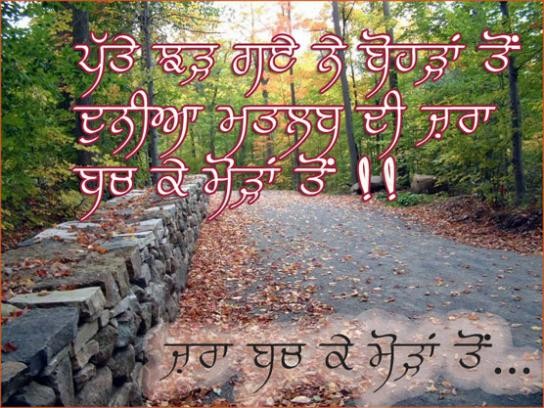 ਪੱਤੇ ਝੜ ਗਏ ਨੇ ਬੋਹੜਾਂ ਤੋਂ
ਦੁਨੀਆ ਮਤਲਬ ਦੀ ਜ਼ਰਾ
ਬਚ ਕੇ ਮੋੜਾਂ ਤੋਂ !!
ਜ਼ਰਾ ਬਚ ਕੇ ਮੋੜਾਂ ਤੋਂ...